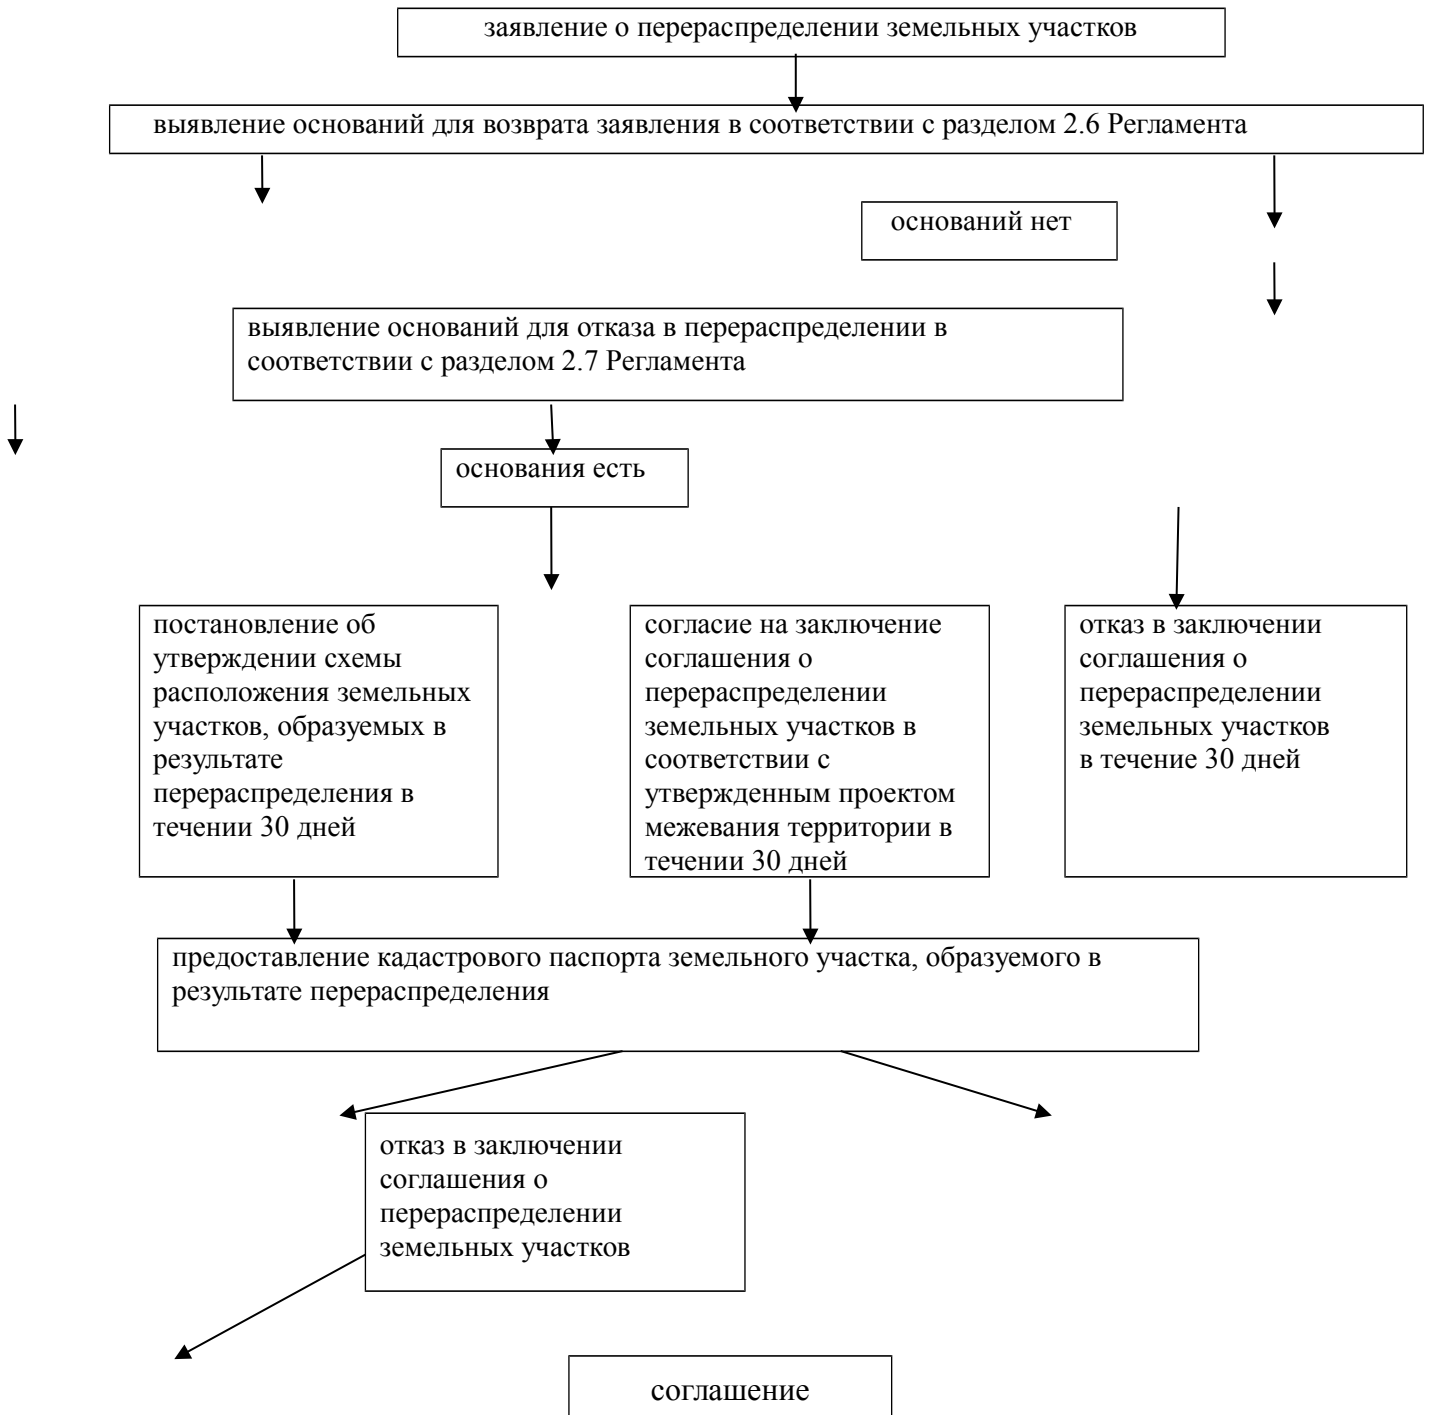 заявление о перераспределении земельных участков
выявление оснований для возврата заявления в соответствии с разделом 2.6 Регламента
оснований нет
выявление оснований для отказа в перераспределении в
соответствии с разделом 2.7 Регламента
основания есть
постановление об
утверждении схемы
расположения земельных
участков, образуемых в
результате
перераспределения в
течении 30 дней
согласие на заключение
соглашения о
перераспределении
земельных участков в
соответствии с
утвержденным проектом
межевания территории в
течении 30 дней
отказ в заключении
соглашения о
перераспределении
земельных участков
в течение 30 дней
предоставление кадастрового паспорта земельного участка, образуемого в
результате перераспределения
отказ в заключении
соглашения о
перераспределении
земельных участков
соглашение